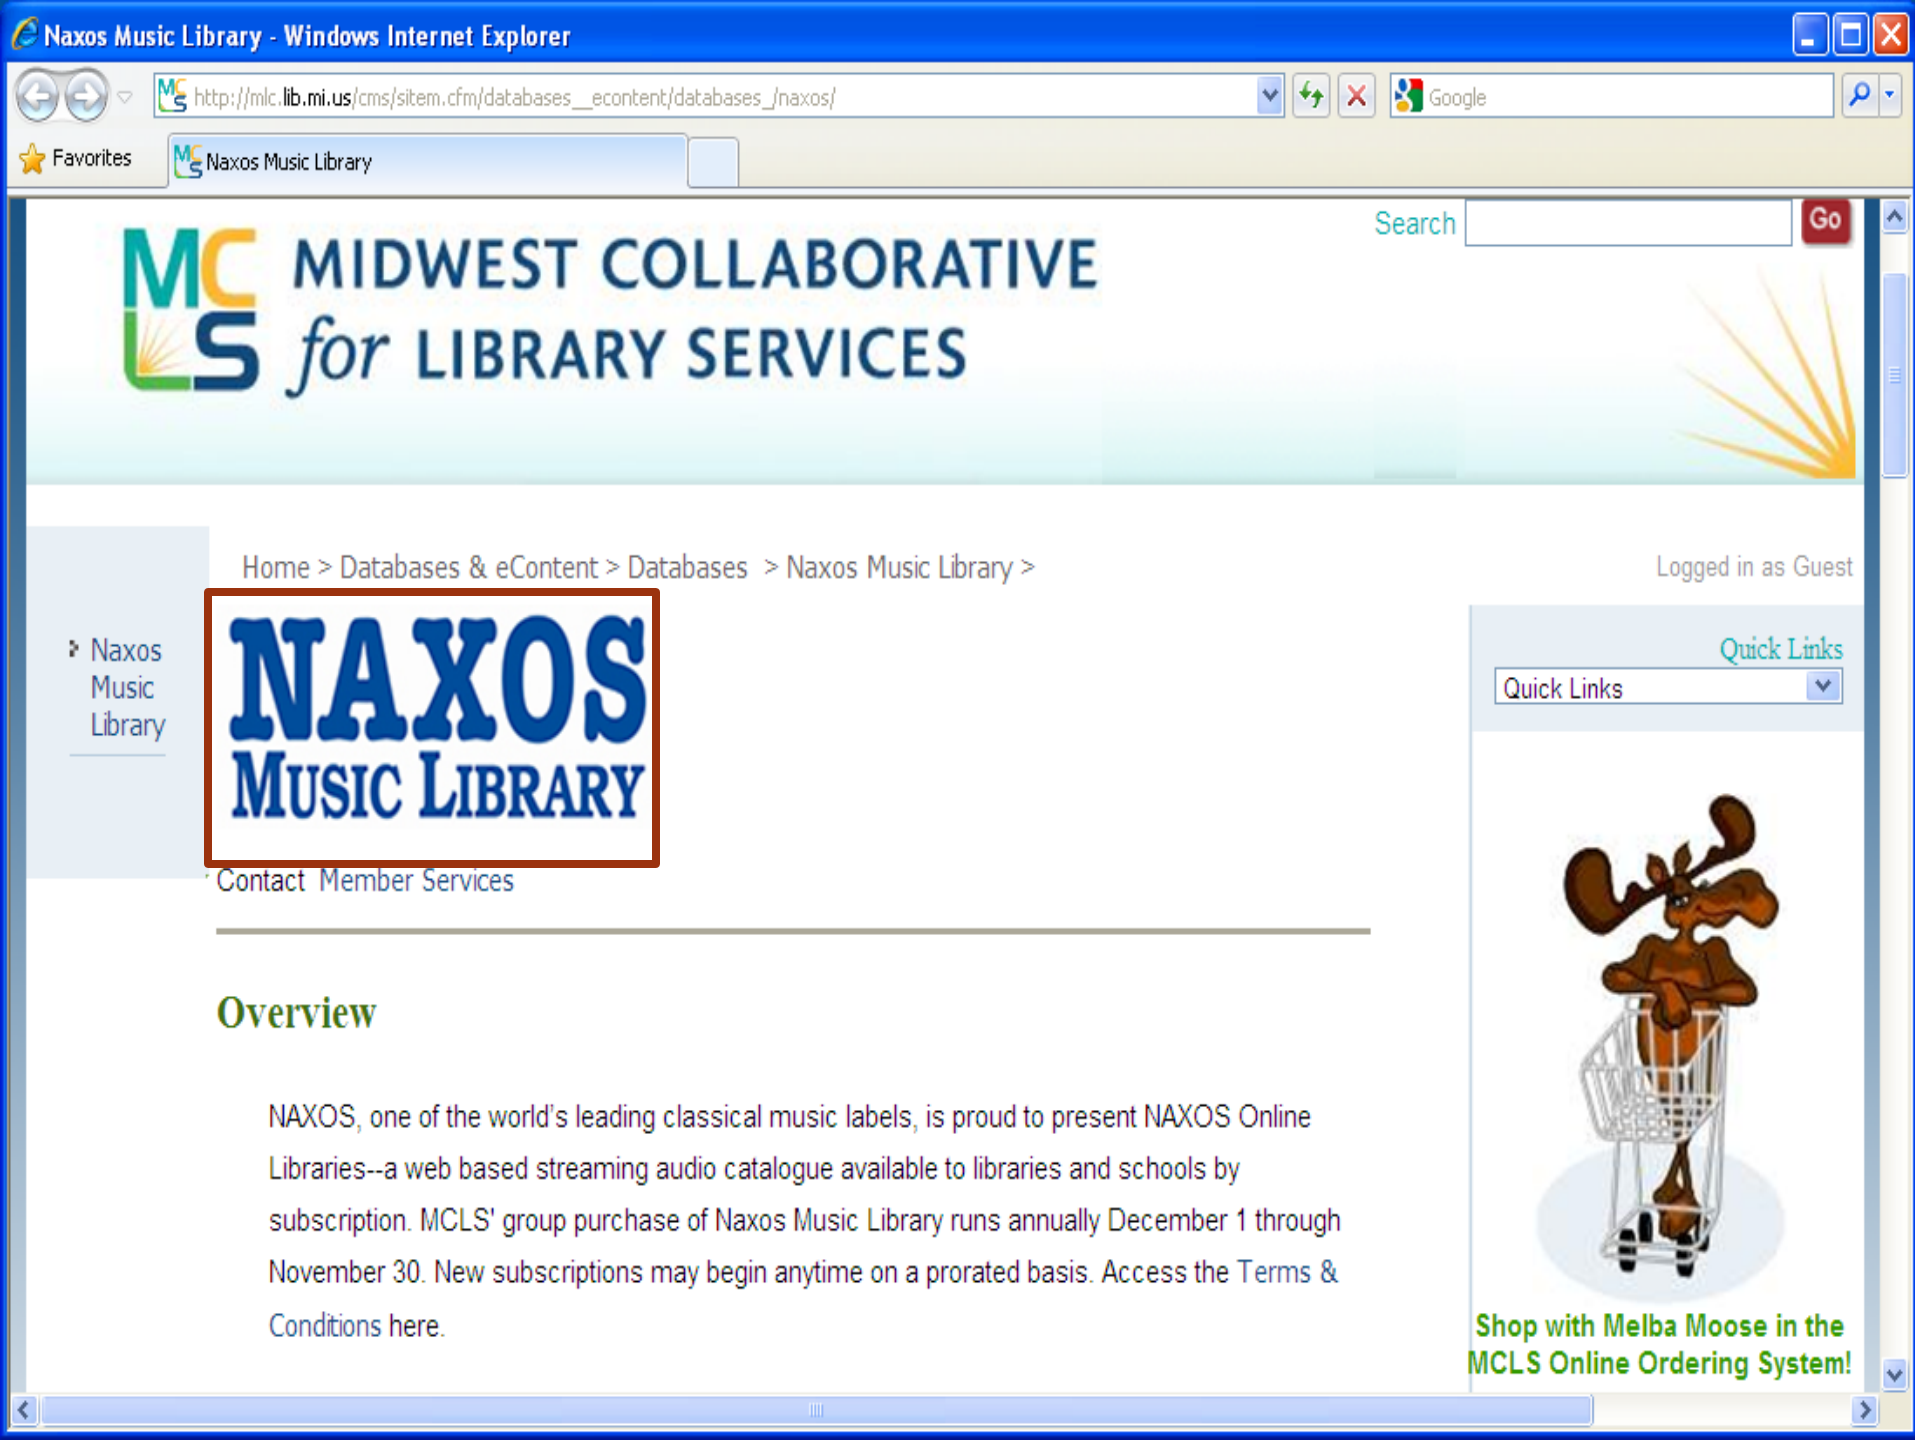 Naxos Music Library - Windows Internet Explorer
http://mlc.lib.mi.us/cms/sitem.cfm/databases__econtent/databases_/naxos/
Google
Favorites
MCLS Naxos Music Library
Search
Go
MCLS
MIDWEST COLLABORATIVE
for LIBRARY SERVICES
Home > Databases & eContent > Databases > Naxos Music Library >
Logged in as Guest
Naxos
Music
Library
NAXOS
MUSIC LIBRARY
Quick Links
Quick Links
Contact Member Services
Overview
NAXOS, one of the world's leading classical music labels, is proud to present NAXOS Online
Libraries--a web based streaming audio catalogue available to libraries and schools by
subscription. MCLS' group purchase of Naxos Music Library runs annually December 1 through
November 30. New subscriptions may begin anytime on a prorated basis. Access the Terms &
Conditions here.
Shop with Melba Moose in the
MCLS Online Ordering System!